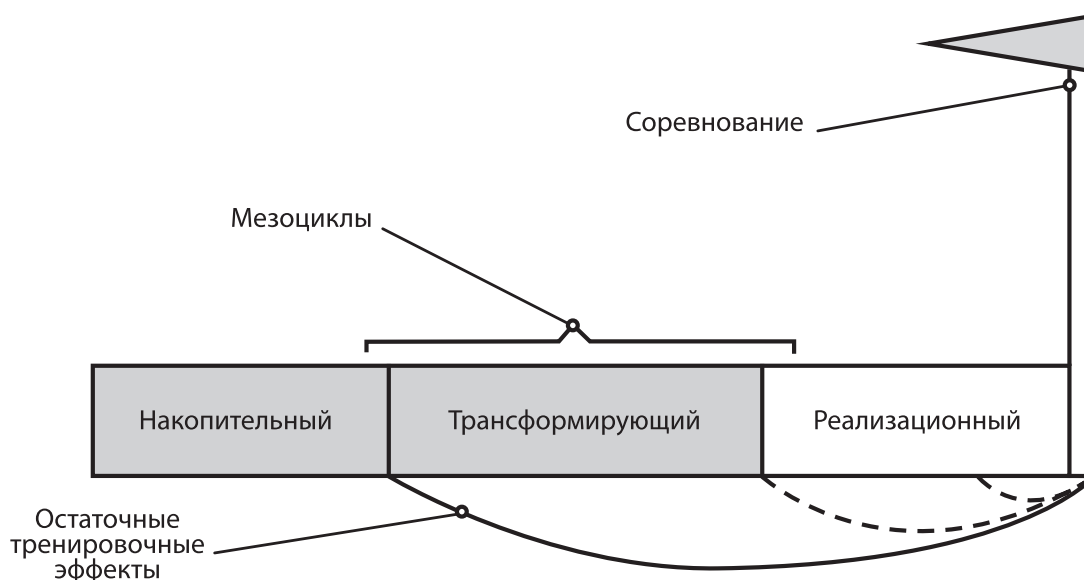 Соревнование
Мезоциклы
Накопительный
Трансформирующий
Реализационный
Остаточные
тренировочные
эффекты